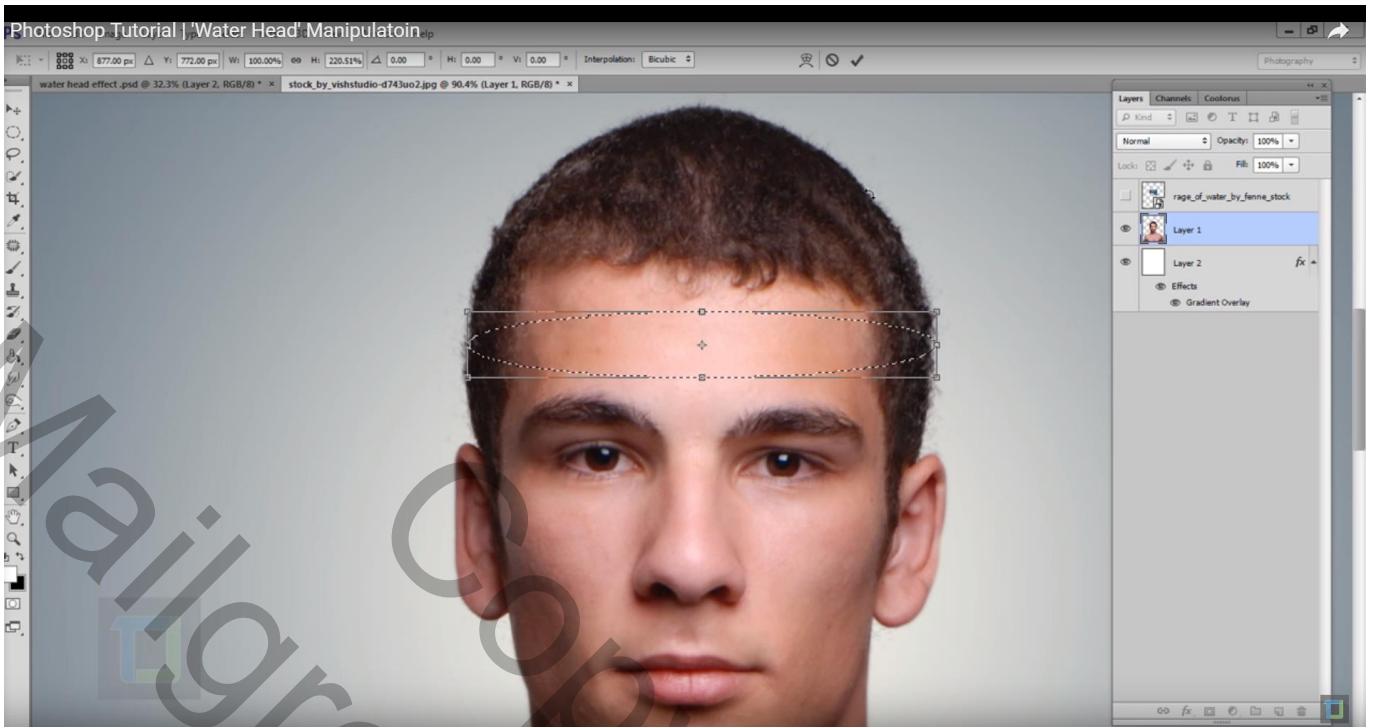 Photoshop Tutorial | 'Water Head' Manipulatoin
X: 877.00 px Y: 772.00 px W: 100.00% H: 220.51% 0.00 ° H: 0.00 ° V: 0.00 ° Interpolation: Bicubic
Photography
water head effect .psd @ 32.3% (Layer 2, RGB/8) * × stock_by_vishstudio-d743uo2.jpg @ 90.4% (Layer 1, RGB/8) * ×
Layers Channels Coolorus
Kind
Normal Opacity: 100%
Lock: Fill: 100%
rage_of_water_by_fenne_stock
Layer 1
Layer 2 fx
Effects
Gradient Overlay